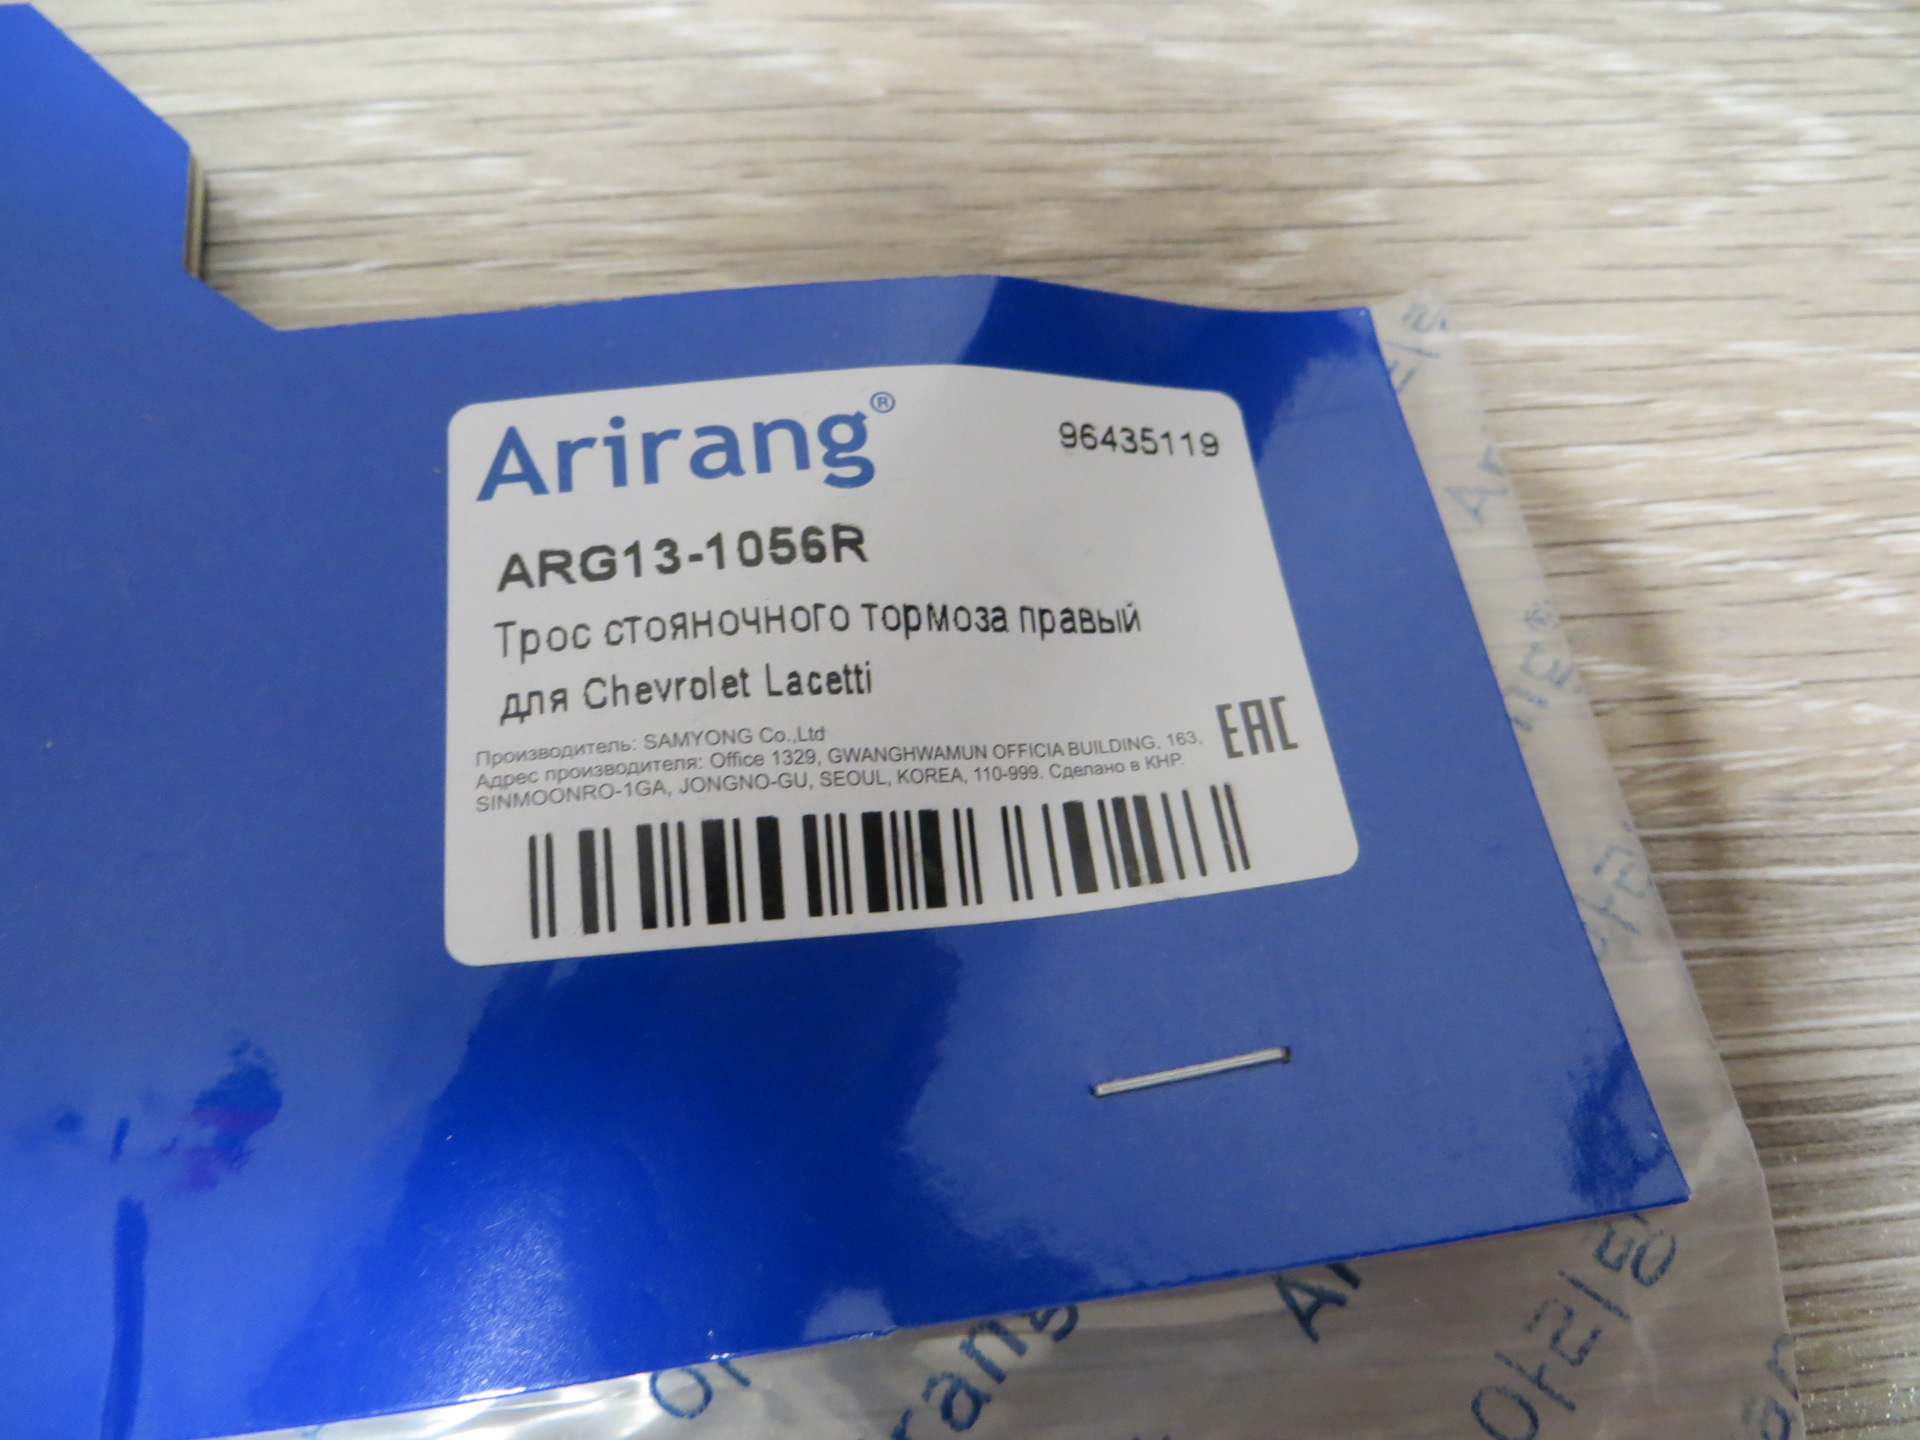 Arirang®
96435119
ARG13-1056R
Трос стояночного тормоза правый
для Chevrolet Lacetti
Производитель: SAMYONG Co.,Ltd
Адрес производителя: Office 1329, GWANGHWAMUN OFFICIA BUILDING, 163,
SINMOONRO-1GA, JONGNO-GU, SEOUL, KOREA, 110-999. Сделано в КНР.
EAC